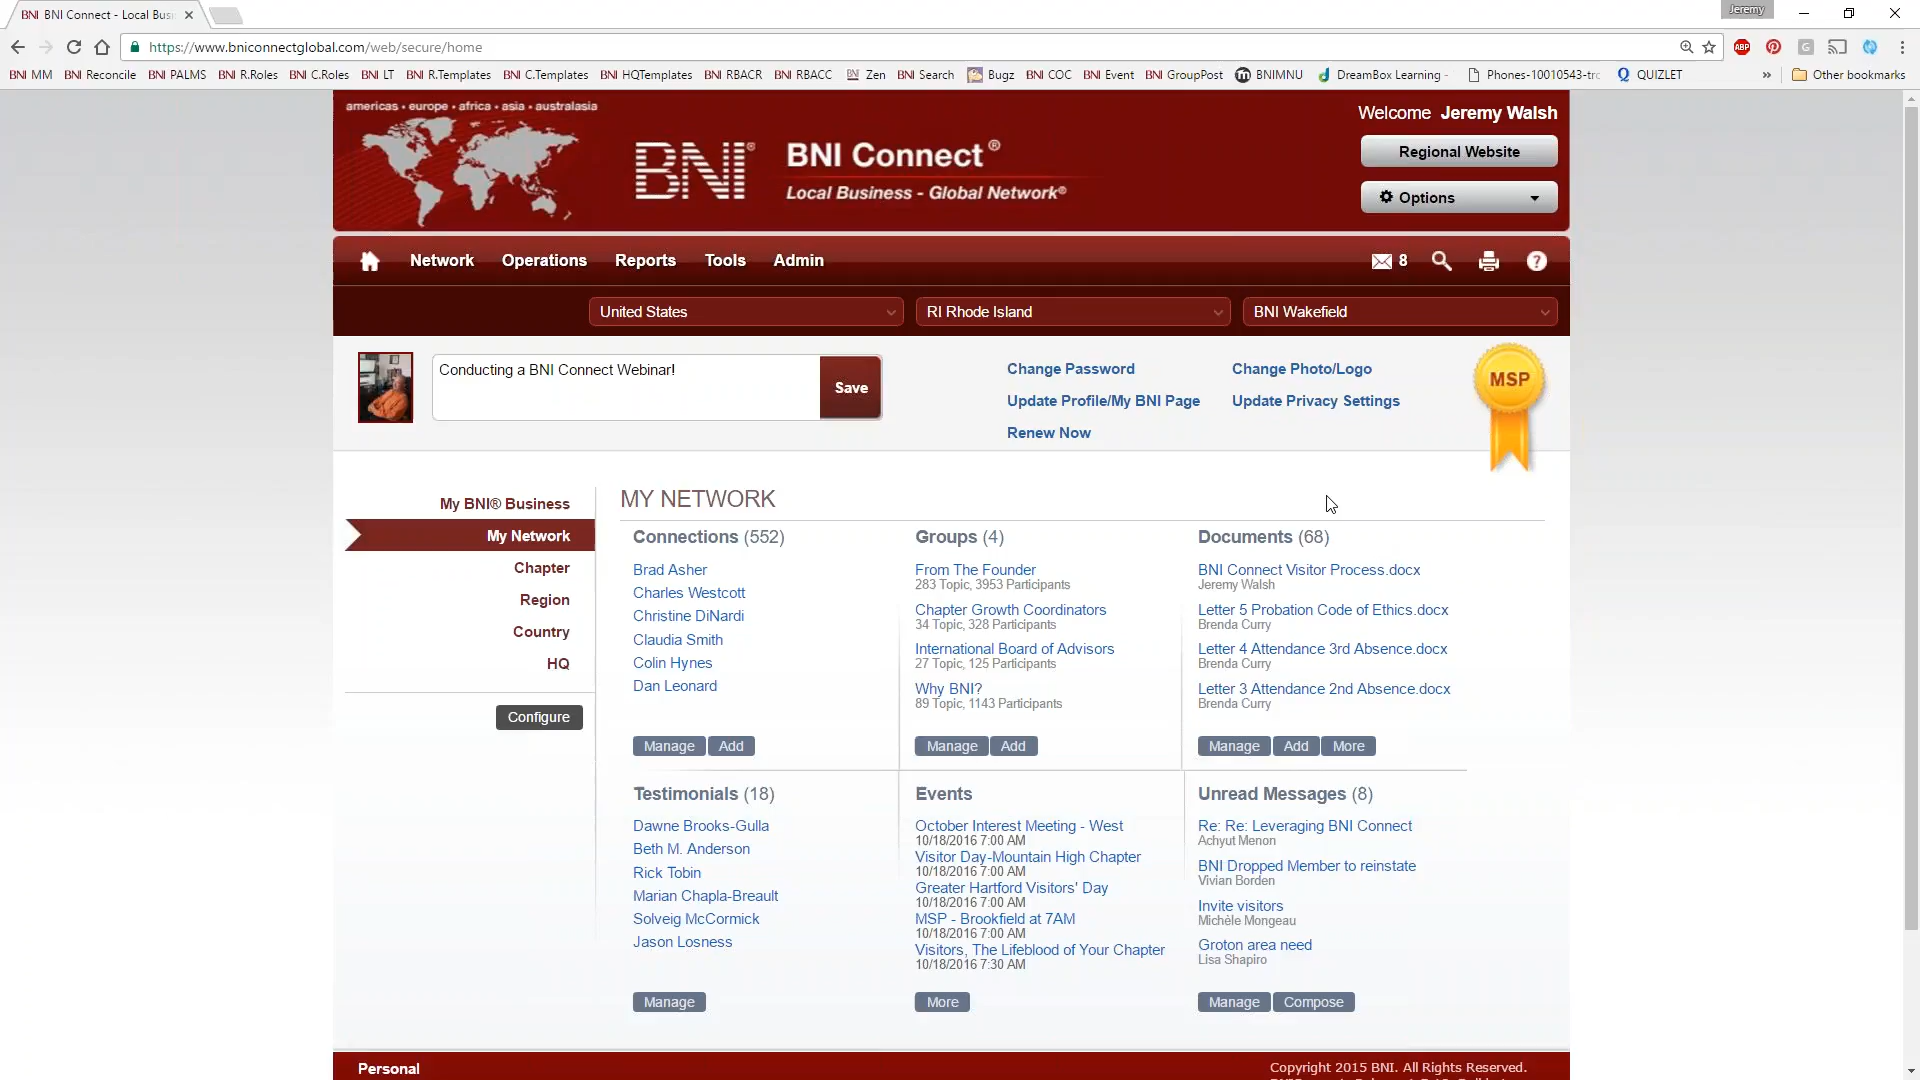 BNI BNI Connect - Local Busi
Jeremy
https://www.bniconnectglobal.com/web/secure/home
BNI MM BNI Reconcile BNI PALMS BNI R.Roles BNI C.Roles BNI LT BNI R.Templates BNI C.Templates BNI HQTemplates BNI RBACR BNI RBACC BNI Zen BNI Search Bugz BNI COC BNI Event BNI GroupPost BNIMNU DreamBox Learning - Phones-10010543-tro QUIZLET » Other bookmarks
americas • europe • africa • asia • australasia
BNI® BNI Connect®
Local Business - Global Network®
Welcome Jeremy Walsh
Regional Website
Options
Network Operations Reports Tools Admin 8 ?
United States RI Rhode Island BNI Wakefield
Conducting a BNI Connect Webinar!
Save
Change Password Change Photo/Logo
Update Profile/My BNI Page Update Privacy Settings
Renew Now
MSP
My BNI® Business
My Network
Chapter
Region
Country
HQ
Configure
MY NETWORK
Connections (552)
Brad Asher
Charles Westcott
Christine DiNardi
Claudia Smith
Colin Hynes
Dan Leonard
Manage Add
Groups (4)
From The Founder
283 Topic, 3953 Participants
Chapter Growth Coordinators
34 Topic, 328 Participants
International Board of Advisors
27 Topic, 125 Participants
Why BNI?
89 Topic, 1143 Participants
Manage Add
Documents (68)
BNI Connect Visitor Process.docx
Jeremy Walsh
Letter 5 Probation Code of Ethics.docx
Brenda Curry
Letter 4 Attendance 3rd Absence.docx
Brenda Curry
Letter 3 Attendance 2nd Absence.docx
Brenda Curry
Manage Add More
Testimonials (18)
Dawne Brooks-Gulla
Beth M. Anderson
Rick Tobin
Marian Chapla-Breault
Solveig McCormick
Jason Losness
Manage
Events
October Interest Meeting - West
10/18/2016 7:00 AM
Visitor Day-Mountain High Chapter
10/18/2016 7:00 AM
Greater Hartford Visitors' Day
10/18/2016 7:00 AM
MSP - Brookfield at 7AM
10/18/2016 7:00 AM
Visitors, The Lifeblood of Your Chapter
10/18/2016 7:30 AM
More
Unread Messages (8)
Re: Re: Leveraging BNI Connect
Achyut Menon
BNI Dropped Member to reinstate
Vivian Borden
Invite visitors
Michèle Mongeau
Groton area need
Lisa Shapiro
Manage Compose
Personal
Copyright 2015 BNI. All Rights Reserved.